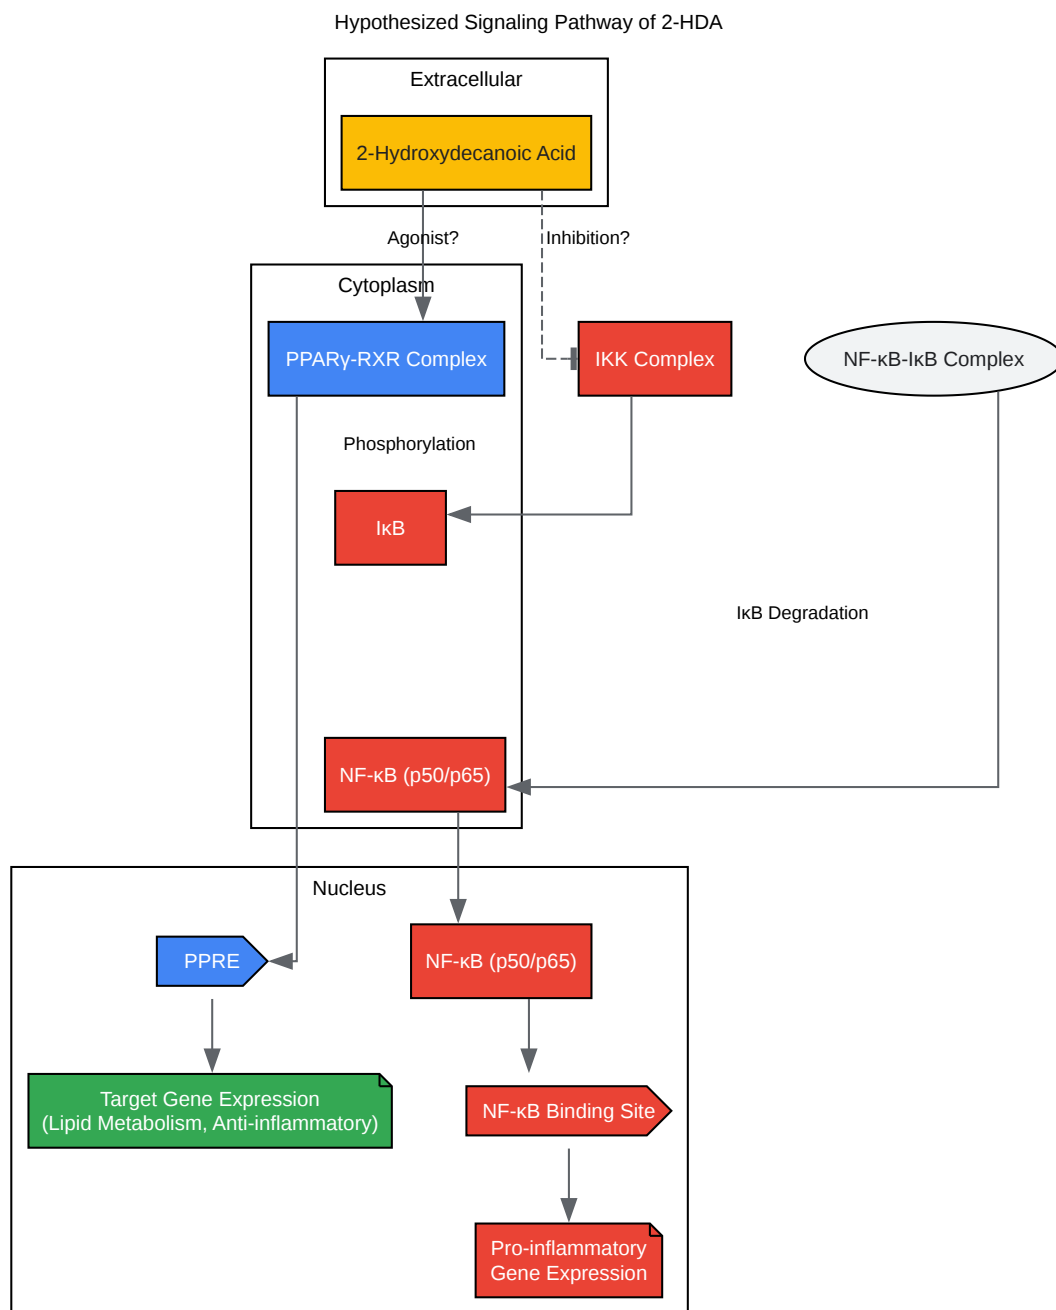 Hypothesized Signaling Pathway of 2-HDA
Extracellular
2-Hydroxydecanoic Acid
Agonist?
Inhibition?
Cytoplasm
PPARγ-RXR Complex
IKK Complex
NF-κB-IκB Complex
Phosphorylation
IκB
IκB Degradation
NF-κB (p50/p65)
Nucleus
PPRE
NF-κB (p50/p65)
Target Gene Expression
(Lipid Metabolism, Anti-inflammatory)
NF-κB Binding Site
Pro-inflammatory
Gene Expression